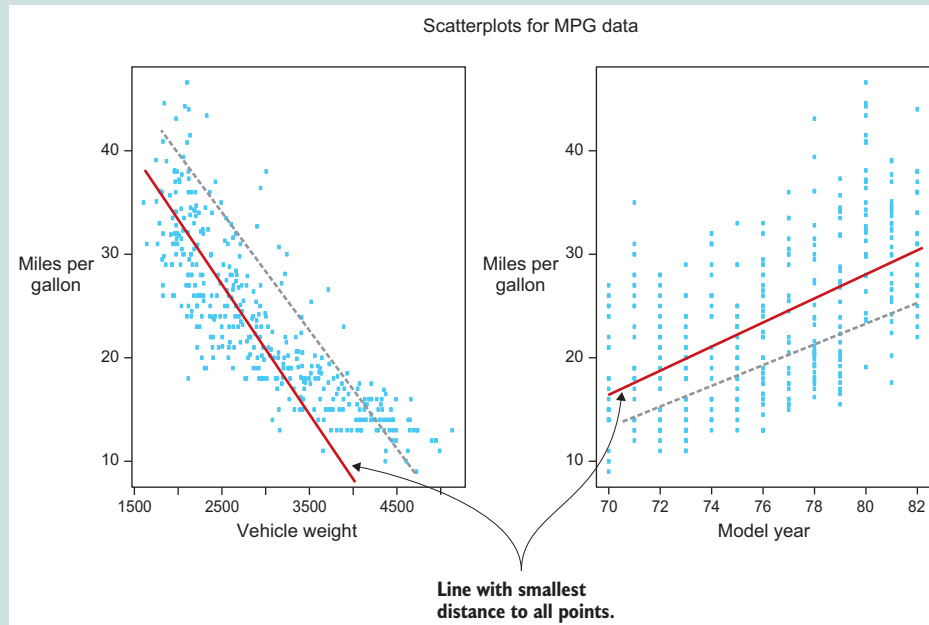 Scatterplots for MPG data
Miles per
gallon
40
30
20
10
1500
2500
3500
4500
Vehicle weight
Miles per
gallon
40
30
20
10
70
72
74
76
78
80
82
Model year
Line with smallest
distance to all points.